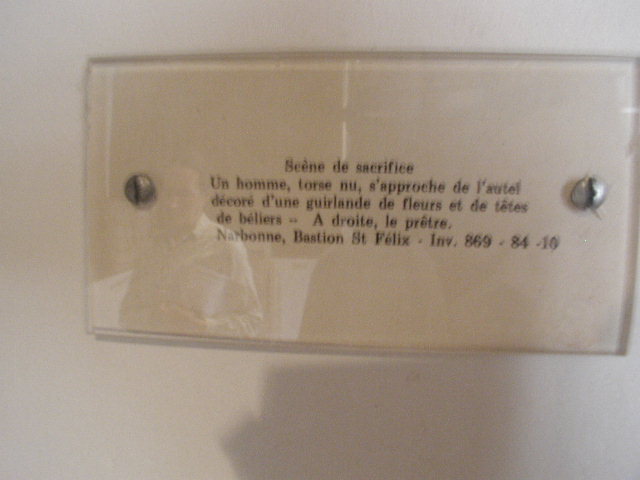 Scène de sacrifice
Un homme, torse nu, s'approche de l'autel
décoré d'une guirlande de fleurs et de têtes
de béliers - A droite, le prêtre.
Narbonne, Bastion St Félix - Inv. 869 - 84 -10